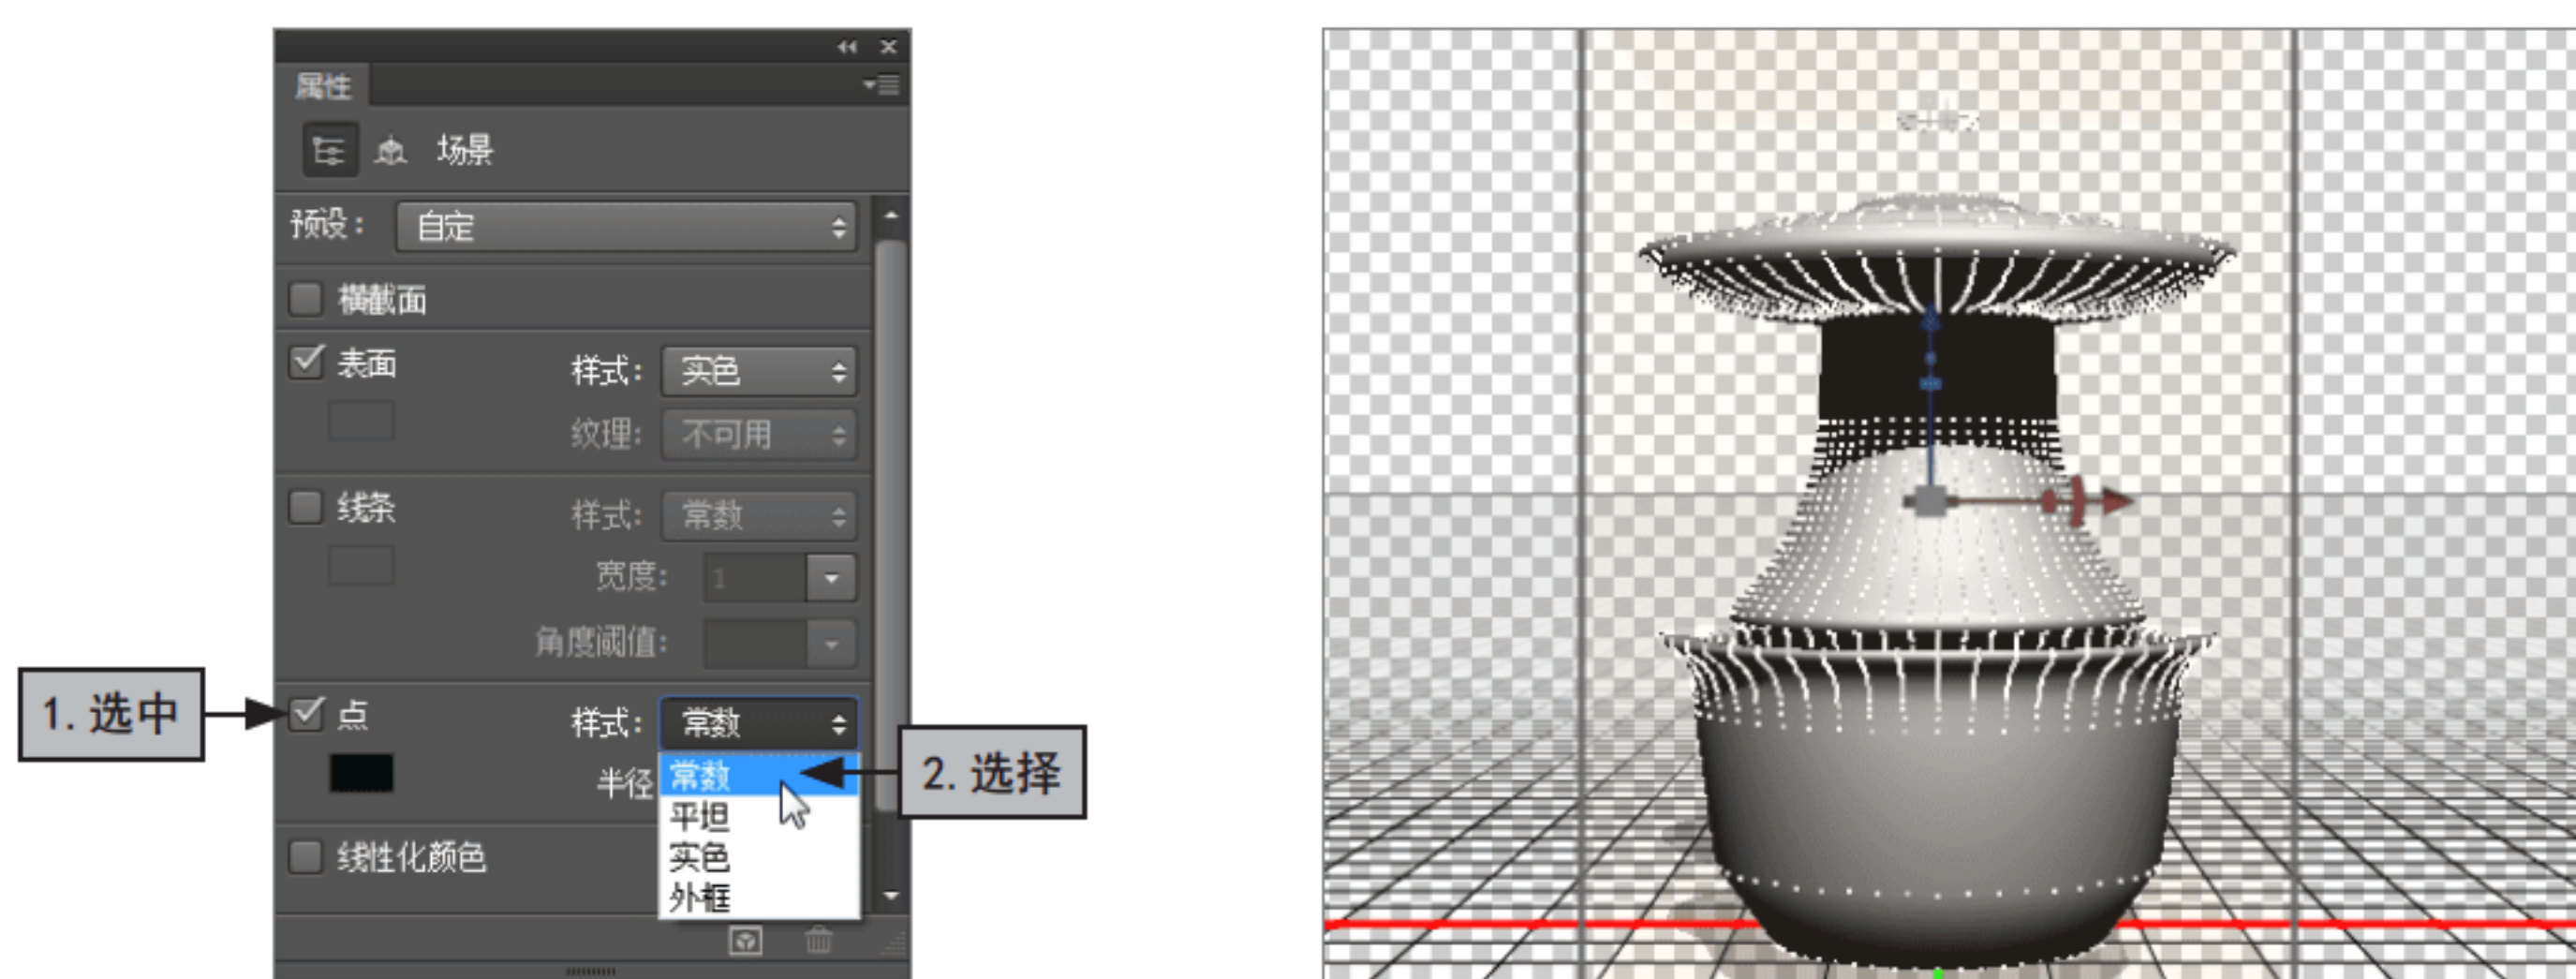 属性
场景
预设: 自定
横截面
表面 样式: 实色
纹理: 不可用
线条 样式: 常数
宽度: 1
角度阈值:
1. 选中
点 样式: 常数
半径 常数
2. 选择
平坦
线性化颜色 实色
外框